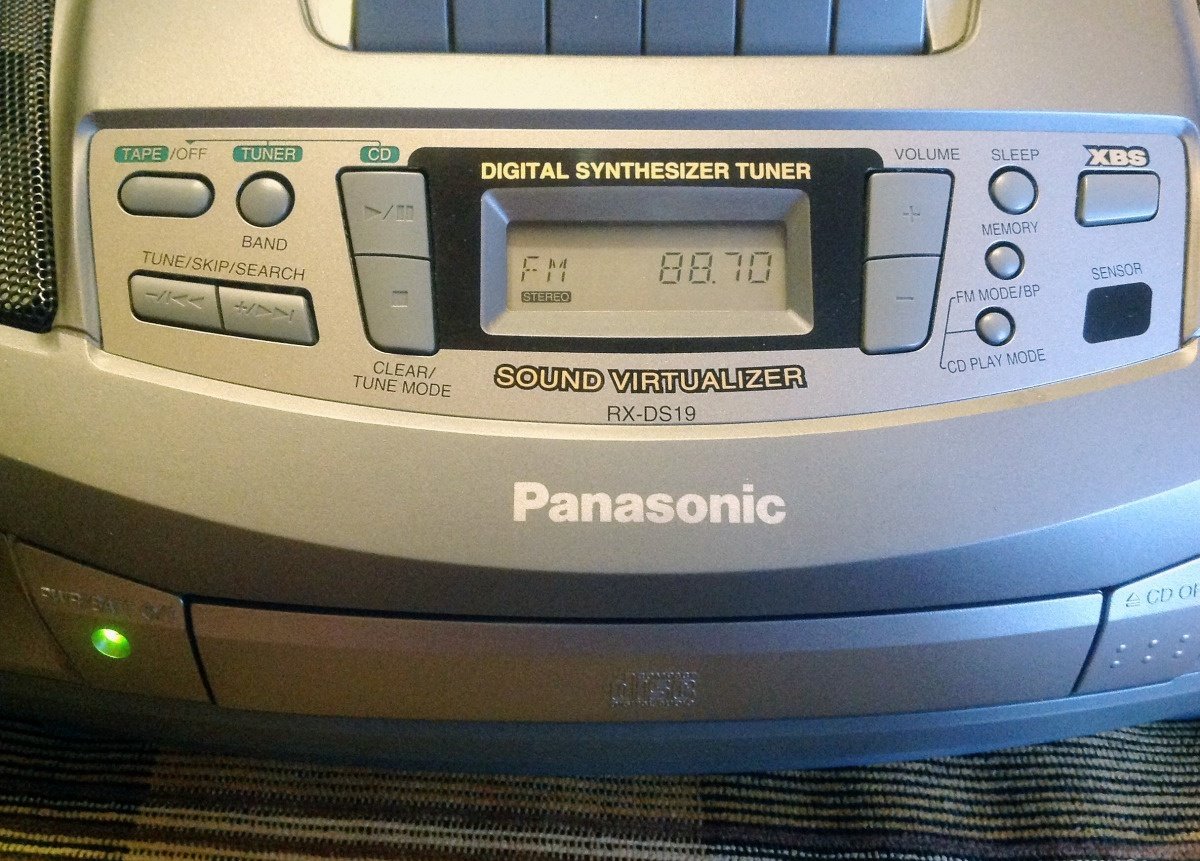 TAPE /OFF
TUNER
CD
BAND
TUNE/SKIP/SEARCH
-/<<
+/>>
CLEAR/
TUNE MODE
DIGITAL SYNTHESIZER TUNER
FM 88.70
STEREO
SOUND VIRTUALIZER
RX-DS19
VOLUME
+
-
SLEEP
MEMORY
FM MODE/BP
CD PLAY MODE
XBS
SENSOR
Panasonic
CD